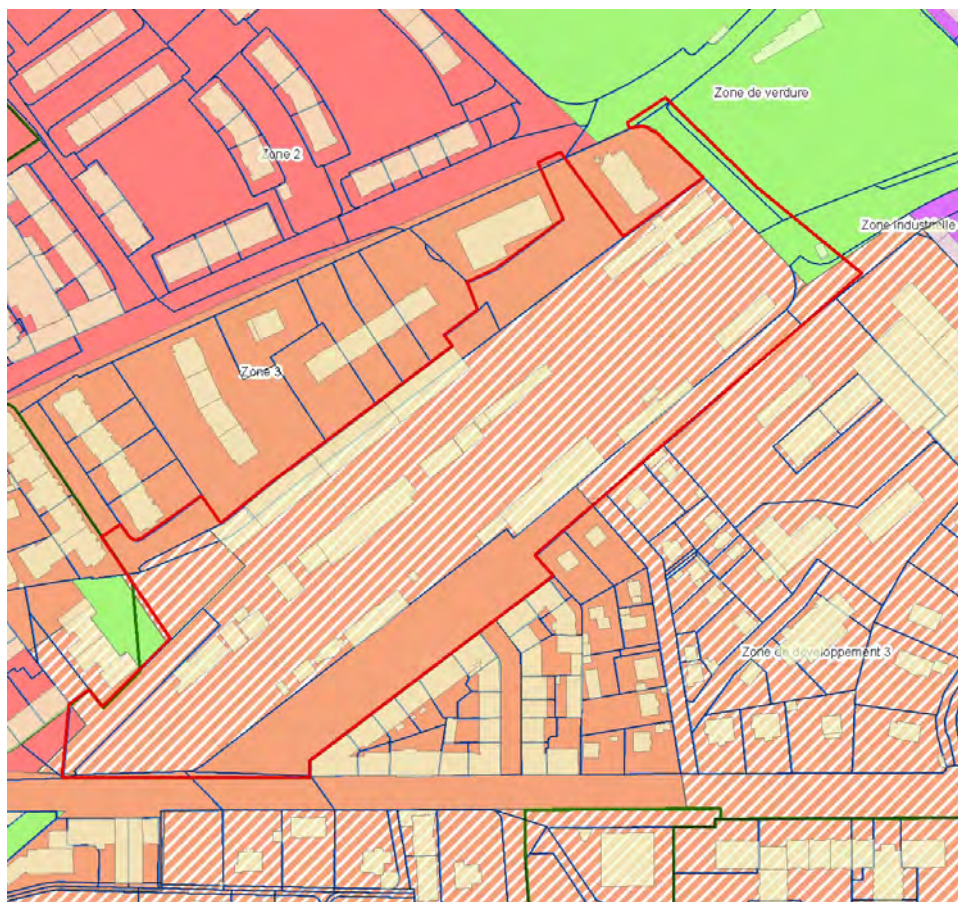 Zone de verdure
Zone 2
Zone industrielle
Zone 3
Zone de développement 3